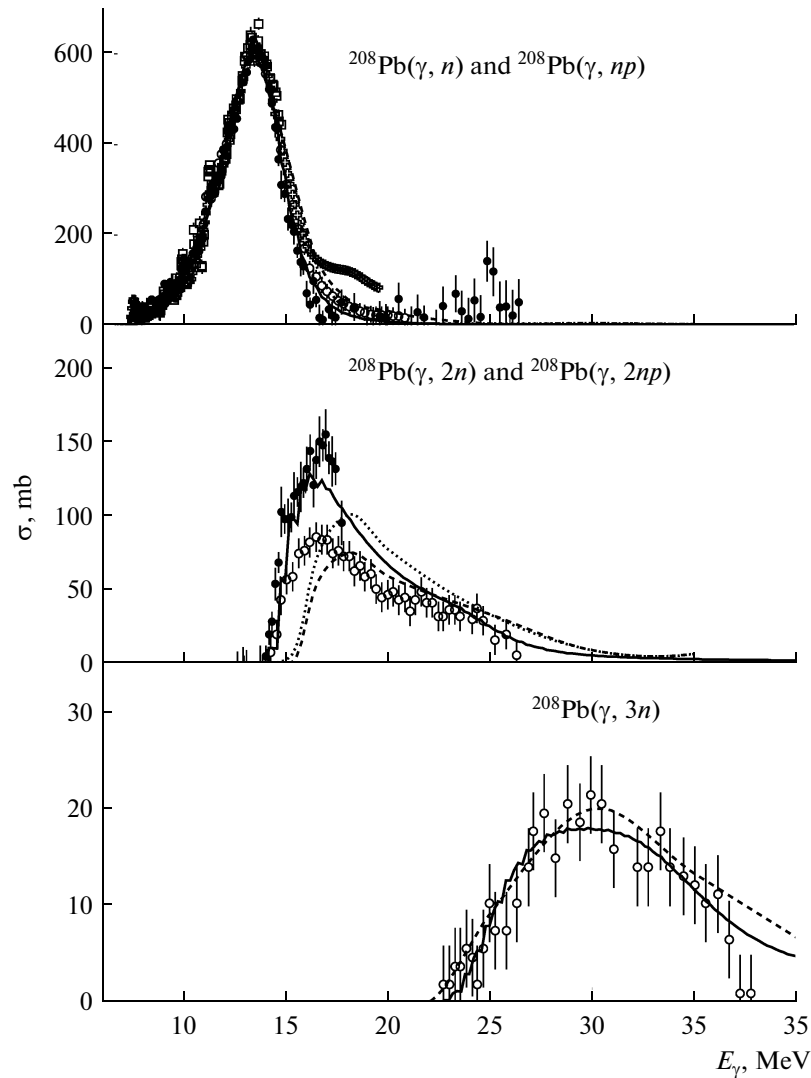 ²⁰⁸Pb(γ, n) and ²⁰⁸Pb(γ, np)
600
400
200
0
²⁰⁸Pb(γ, 2n) and ²⁰⁸Pb(γ, 2np)
200
150
100
50
0
σ, mb
²⁰⁸Pb(γ, 3n)
30
20
10
0
10 15 20 25 30 35 35
E_γ, MeV